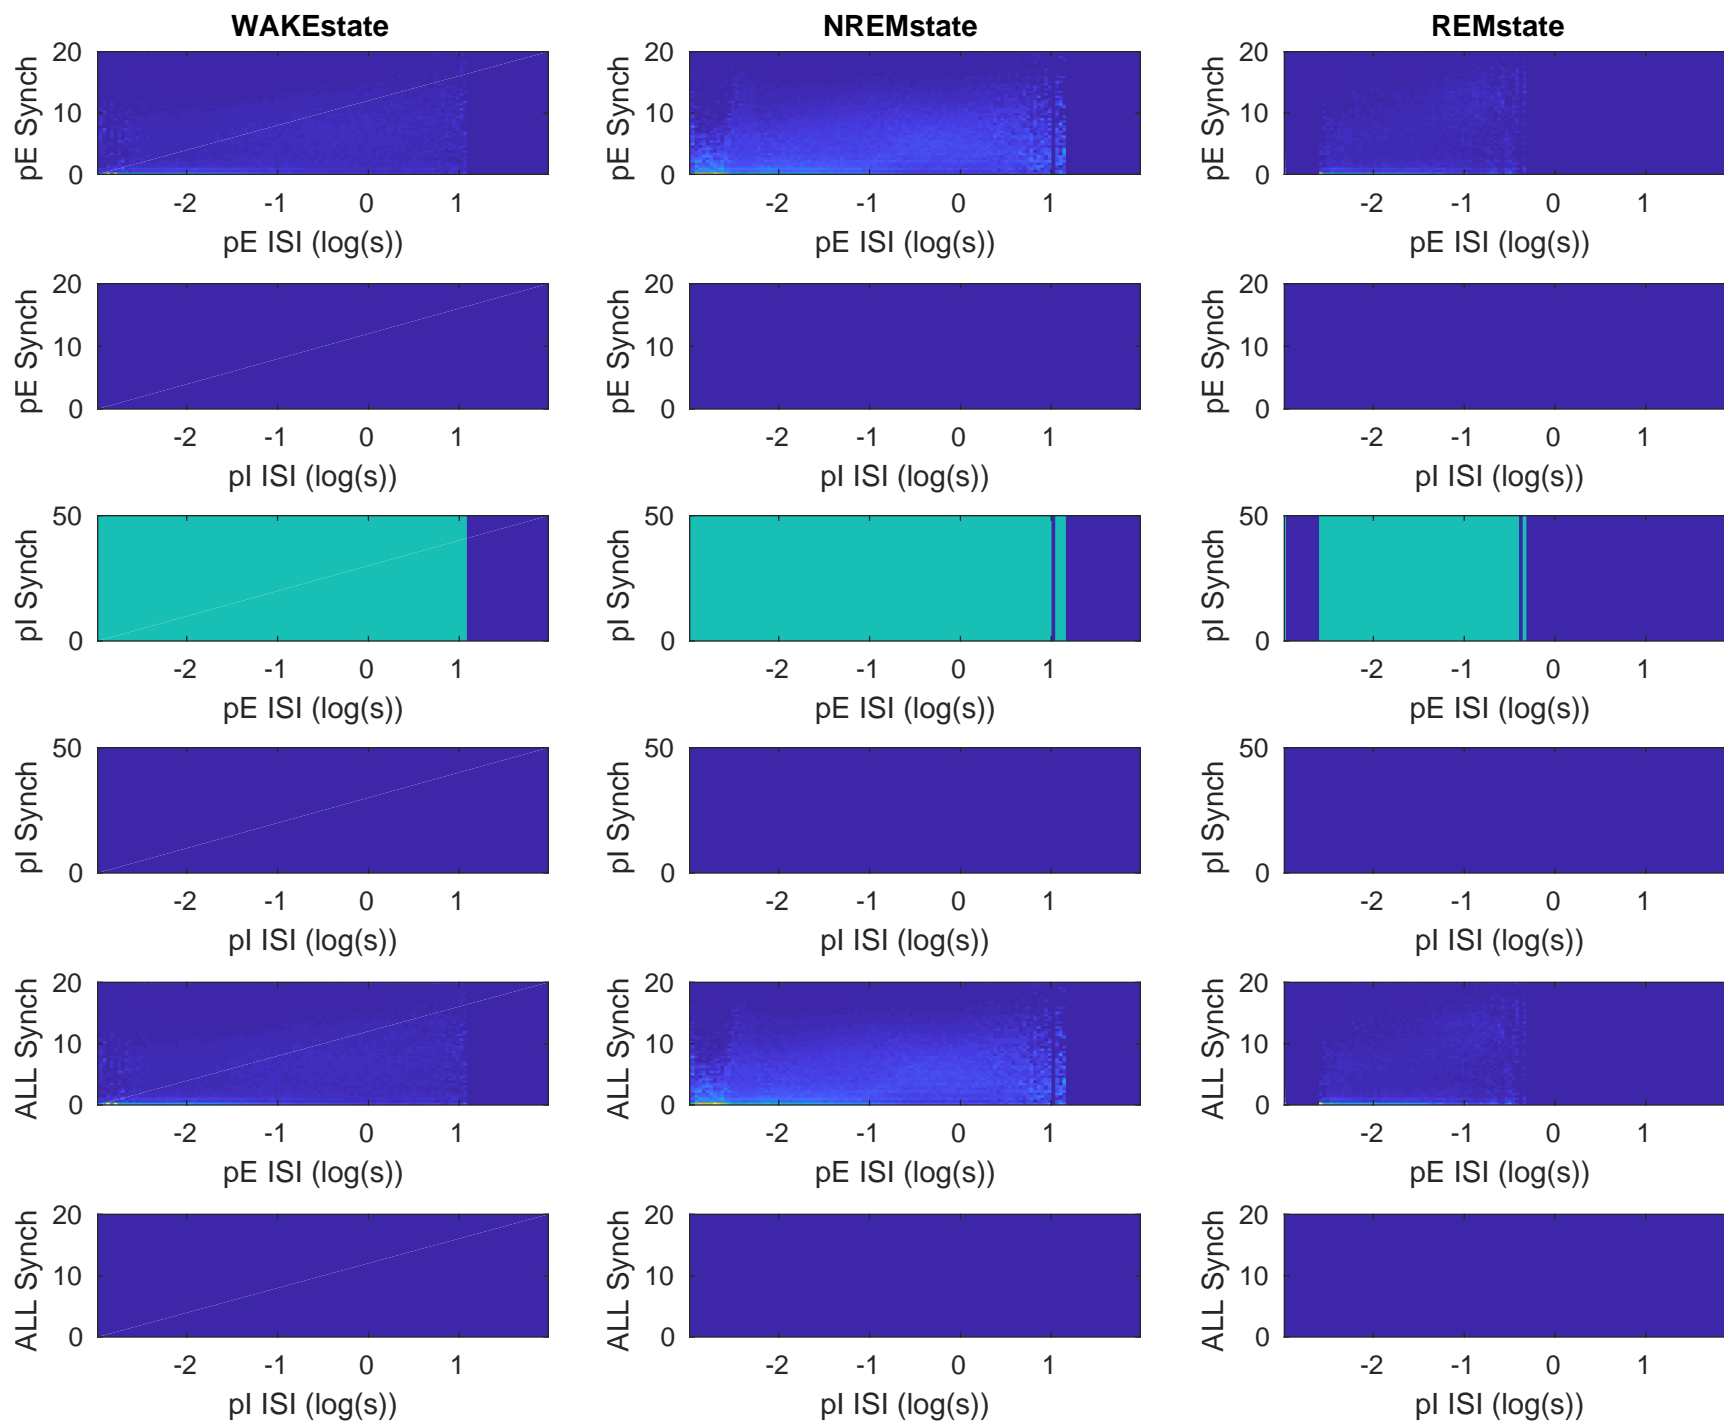 WAKEstate NREMstate REMstate
20 20 20
pE Synch pE Synch pE Synch
10 10 10
0 0 0
-2 -1 0 1 -2 -1 0 1 -2 -1 0 1
pE ISI (log(s)) pE ISI (log(s)) pE ISI (log(s))
20 20 20
pE Synch pE Synch pE Synch
10 10 10
0 0 0
-2 -1 0 1 -2 -1 0 1 -2 -1 0 1
pI ISI (log(s)) pI ISI (log(s)) pI ISI (log(s))
50 50 50
pI Synch pI Synch pI Synch
0 0 0
-2 -1 0 1 -2 -1 0 1 -2 -1 0 1
pE ISI (log(s)) pE ISI (log(s)) pE ISI (log(s))
50 50 50
pI Synch pI Synch pI Synch
0 0 0
-2 -1 0 1 -2 -1 0 1 -2 -1 0 1
pI ISI (log(s)) pI ISI (log(s)) pI ISI (log(s))
20 20 20
ALL Synch ALL Synch ALL Synch
10 10 10
0 0 0
-2 -1 0 1 -2 -1 0 1 -2 -1 0 1
pE ISI (log(s)) pE ISI (log(s)) pE ISI (log(s))
20 20 20
ALL Synch ALL Synch ALL Synch
10 10 10
0 0 0
-2 -1 0 1 -2 -1 0 1 -2 -1 0 1
pI ISI (log(s)) pI ISI (log(s)) pI ISI (log(s))